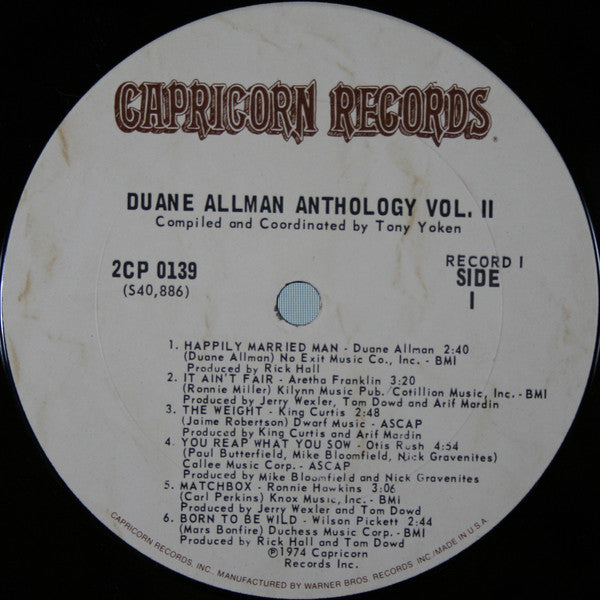 CAPRICORN RECORDS®
DUANE ALLMAN ANTHOLOGY VOL. II
Compiled and Coordinated by Tony Yoken
2CP 0139
(S40,886)
RECORD I
SIDE
I
1. HAPPILY MARRIED MAN - Duane Allman 2:40
(Duane Allman) No Exit Music Co., Inc. - BMI
Produced by Rick Hall
2. IT AIN'T FAIR - Aretha Franklin 3:20
(Ronnie Miller) Kilynn Music Pub./Cotillion Music, Inc. - BMI
Produced by Jerry Wexler, Tom Dowd and Arif Mardin
3. THE WEIGHT - King Curtis 2:48
(Jaime Robertson) Dwarf Music - ASCAP
Produced by King Curtis and Arif Mardin
4. YOU REAP WHAT YOU SOW - Otis Rush 4:54
(Paul Butterfield, Mike Bloomfield, Nick Gravenites)
Callee Music Corp. - ASCAP
Produced by Mike Bloomfield and Nick Gravenites
5. MATCHBOX - Ronnie Hawkins 3:06
(Carl Perkins) Knox Music, Inc. - BMI
Produced by Jerry Wexler and Tom Dowd
6. BORN TO BE WILD - Wilson Pickett 2:44
(Mars Bonfire) Duchess Music Corp. - BMI
Produced by Rick Hall and Tom Dowd
℗1974 Capricorn
Records Inc.
CAPRICORN RECORDS, INC. MANUFACTURED BY WARNER BROS. RECORDS INC. MADE IN U.S.A